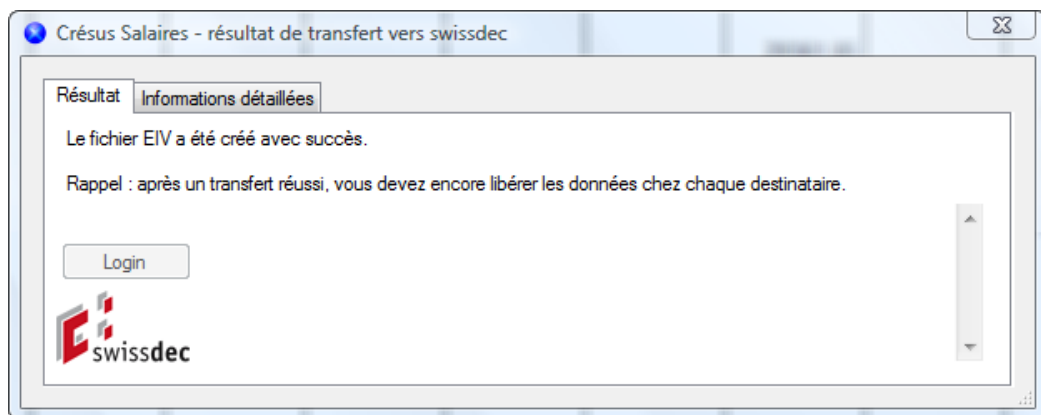 Crésus Salaires - résultat de transfert vers swissdec
Résultat
Informations détaillées
Le fichier EIV a été créé avec succès.
Rappel : après un transfert réussi, vous devez encore libérer les données chez chaque destinataire.
Login
swissdec